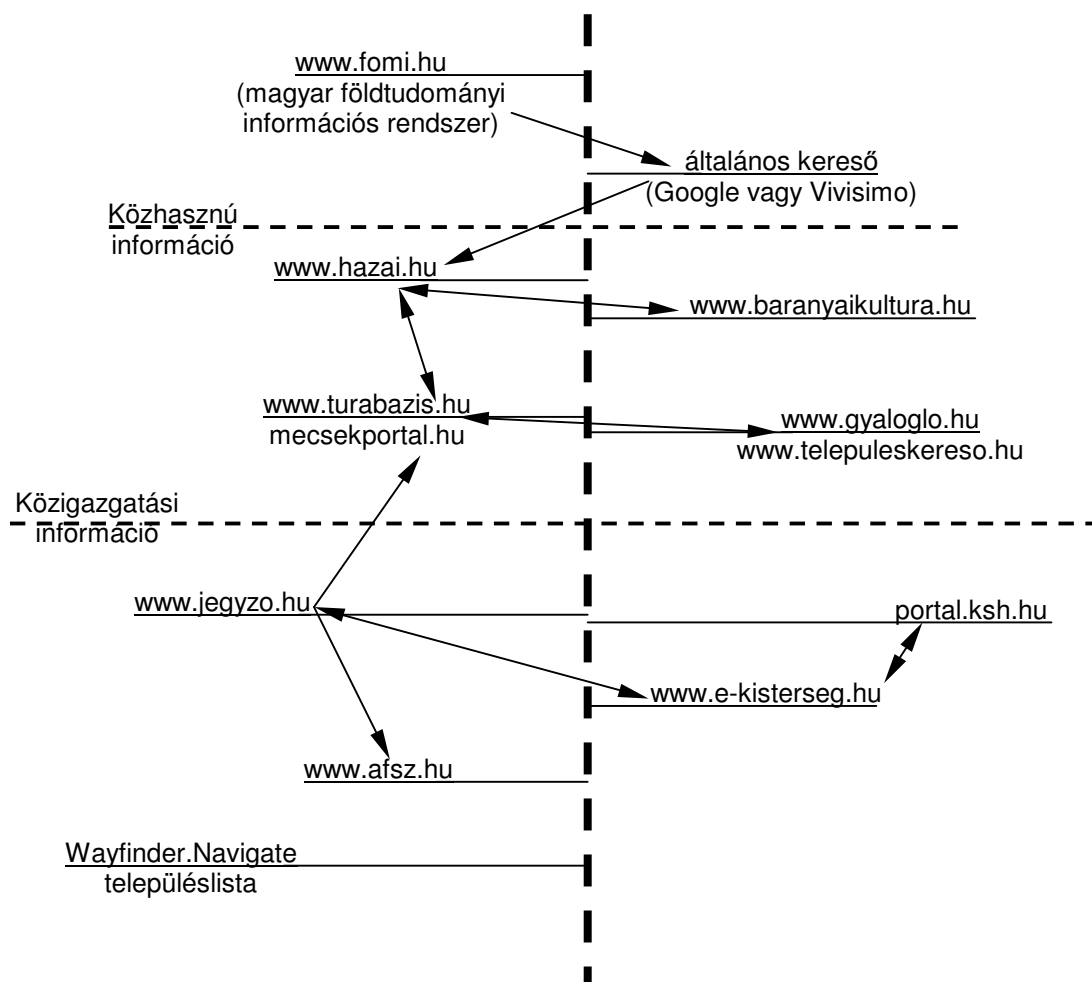 www.fomi.hu
(magyar földtudományi
információs rendszer)
általános kereső
(Google vagy Vivisimo)
Közhasznú
információ
www.hazai.hu
www.baranyaikultura.hu
www.turabazis.hu
mecsekportal.hu
www.gyaloglo.hu
www.telepuleskereso.hu
Közigazgatási
információ
www.jegyzo.hu
portal.ksh.hu
www.e-kisterseg.hu
www.afsz.hu
Wayfinder.Navigate
településlista